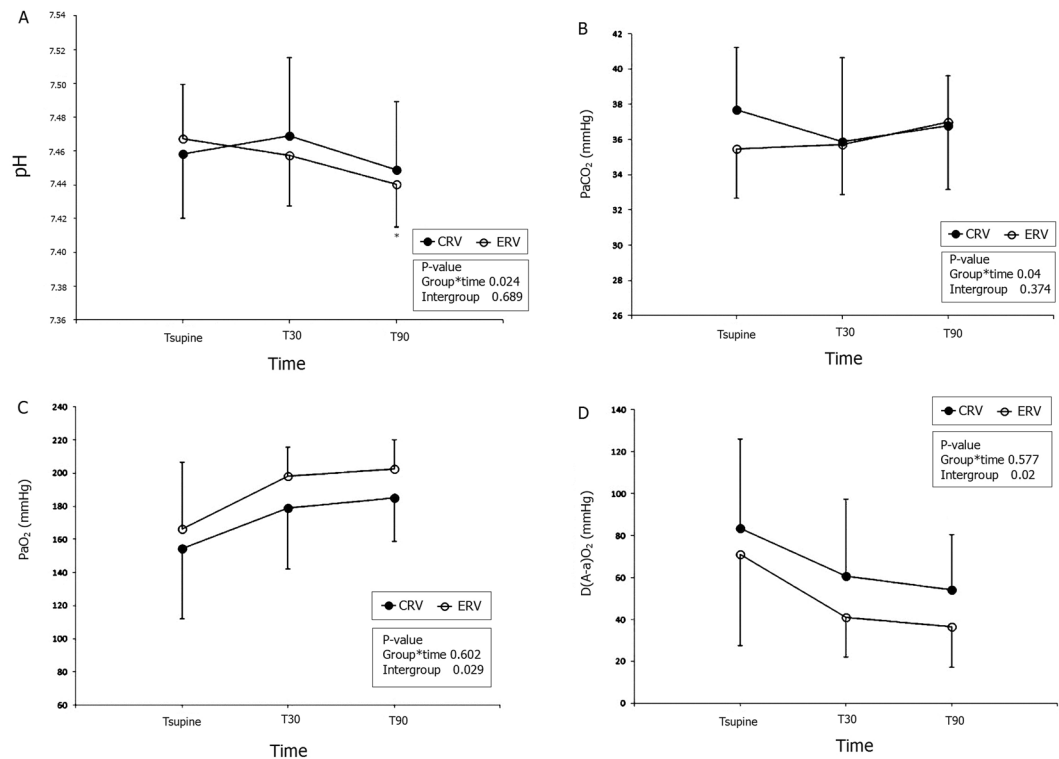 A
7.54
7.52
7.50
7.48
7.46
7.44
7.42
7.40
7.38
7.36
pH
*
CRV ERV
P-value
Group*time 0.024
Intergroup 0.689
Tsupine T30 T90
Time
B
42
40
38
36
34
32
30
28
26
PaCO2 (mmHg)
CRV ERV
P-value
Group*time 0.04
Intergroup 0.374
Tsupine T30 T90
Time
C
240
220
200
180
160
140
120
100
80
60
PaO2 (mmHg)
CRV ERV
P-value
Group*time 0.602
Intergroup 0.029
Tsupine T30 T90
Time
D
140
120
100
80
60
40
20
0
D(A-a)O2 (mmHg)
CRV ERV
P-value
Group*time 0.577
Intergroup 0.02
Tsupine T30 T90
Time